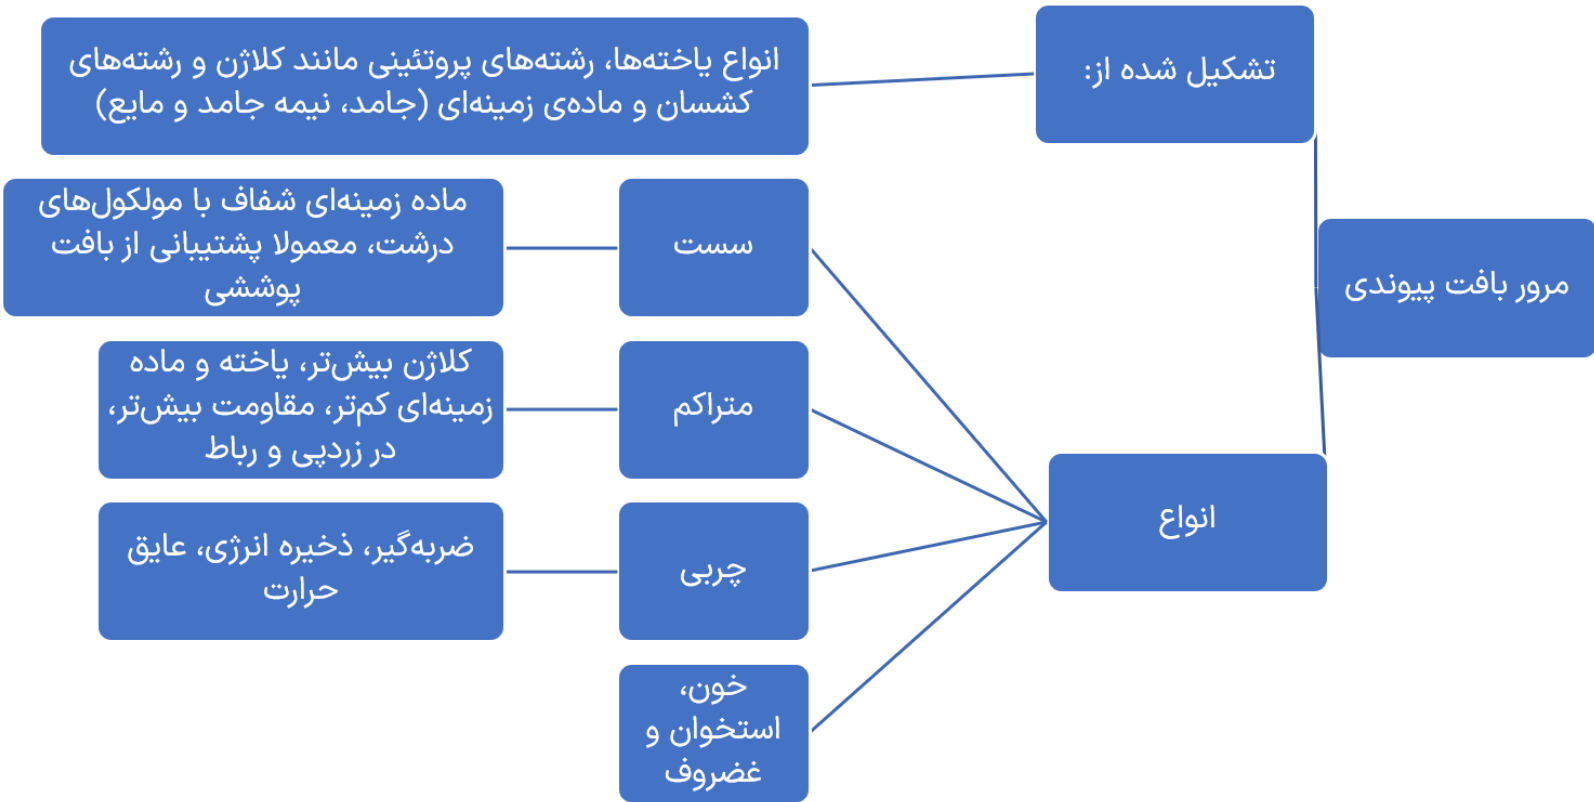 مرور بافت پیوندی
تشکیل شده از:
انواع یاخته‌ها، رشته‌های پروتئینی مانند کلاژن و رشته‌های
کشسان و ماده‌ی زمینه‌ای (جامد، نیمه جامد و مایع)
انواع
سست
ماده زمینه‌ای شفاف با مولکول‌های
درشت، معمولا پشتیبانی از بافت
پوششی
متراکم
کلاژن بیش‌تر، یاخته و ماده
زمینه‌ای کم‌تر، مقاومت بیش‌تر،
در زردپی و رباط
چربی
ضربه‌گیر، ذخیره انرژی، عایق
حرارت
خون،
استخوان و
غضروف